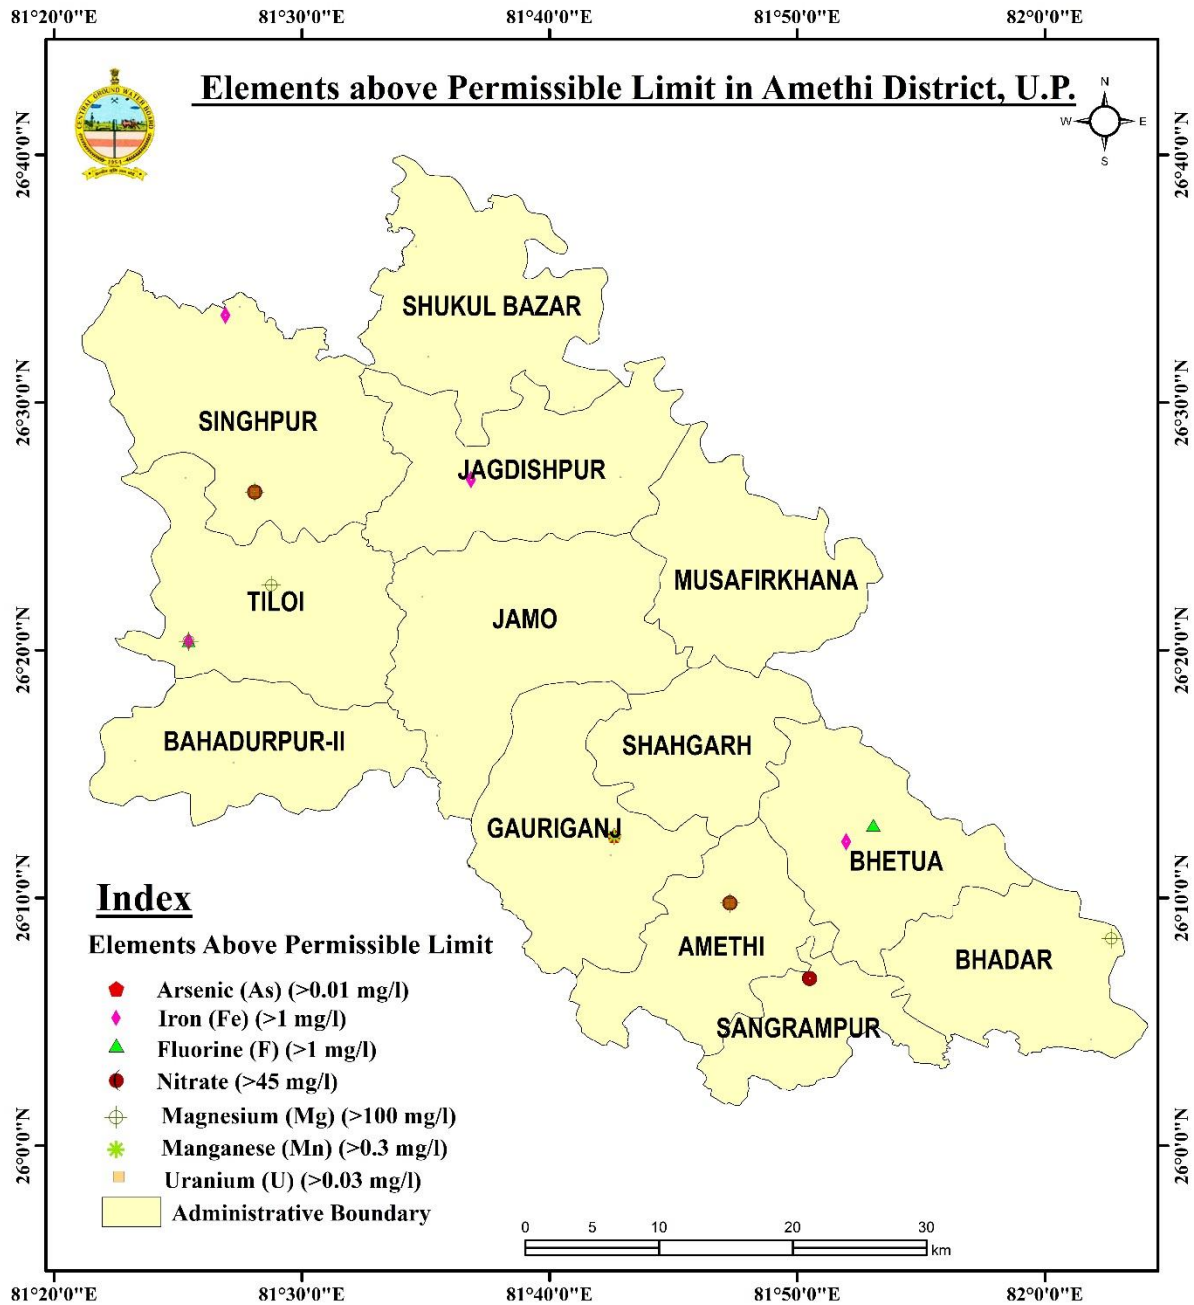 81°20'0"E 81°30'0"E 81°40'0"E 81°50'0"E 82°0'0"E
Elements above Permissible Limit in Amethi District, U.P.
CENTRAL GROUND WATER BOARD
N
W E
S
26°40'0"N 26°40'0"N
SHUKUL BAZAR
26°30'0"N 26°30'0"N
SINGHPUR
JAGDISHPUR
MUSAFIRKHANA
TILOI
JAMO
26°20'0"N 26°20'0"N
BAHADURPUR-II
SHAHGARH
GAURIGANJ
BHETUA
26°10'0"N 26°10'0"N
AMETHI
BHADAR
SANGRAMPUR
Index
Elements Above Permissible Limit
Arsenic (As) (>0.01 mg/l)
Iron (Fe) (>1 mg/l)
Fluorine (F) (>1 mg/l)
Nitrate (>45 mg/l)
Magnesium (Mg) (>100 mg/l)
Manganese (Mn) (>0.3 mg/l)
Uranium (U) (>0.03 mg/l)
Administrative Boundary
26°0'0"N 26°0'0"N
0 5 10 20 30
km
81°20'0"E 81°30'0"E 81°40'0"E 81°50'0"E 82°0'0"E